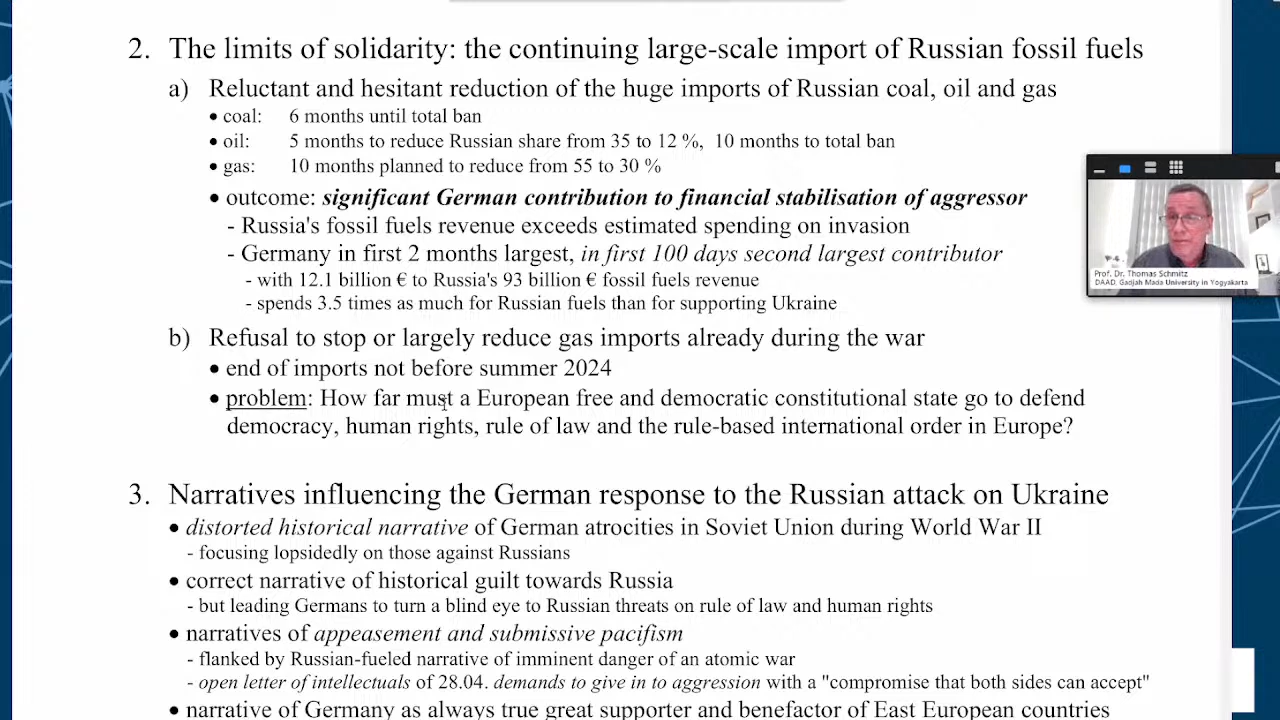 2. The limits of solidarity: the continuing large-scale import of Russian fossil fuels
a) Reluctant and hesitant reduction of the huge imports of Russian coal, oil and gas
• coal: 6 months until total ban
• oil: 5 months to reduce Russian share from 35 to 12 %, 10 months to total ban
• gas: 10 months planned to reduce from 55 to 30 %
• outcome: significant German contribution to financial stabilisation of aggressor
- Russia's fossil fuels revenue exceeds estimated spending on invasion
- Germany in first 2 months largest, in first 100 days second largest contributor
- with 12.1 billion € to Russia's 93 billion € fossil fuels revenue
- spends 3.5 times as much for Russian fuels than for supporting Ukraine
b) Refusal to stop or largely reduce gas imports already during the war
• end of imports not before summer 2024
• problem: How far must a European free and democratic constitutional state go to defend
democracy, human rights, rule of law and the rule-based international order in Europe?
3. Narratives influencing the German response to the Russian attack on Ukraine
• distorted historical narrative of German atrocities in Soviet Union during World War II
- focusing lopsidedly on those against Russians
• correct narrative of historical guilt towards Russia
- but leading Germans to turn a blind eye to Russian threats on rule of law and human rights
• narratives of appeasement and submissive pacifism
- flanked by Russian-fueled narrative of imminent danger of an atomic war
- open letter of intellectuals of 28.04. demands to give in to aggression with a "compromise that both sides can accept"
• narrative of Germany as always true great supporter and benefactor of East European countries
Prof. Dr. Thomas Schmitz
DAAD, Gadjah Mada University in Yogyakarta